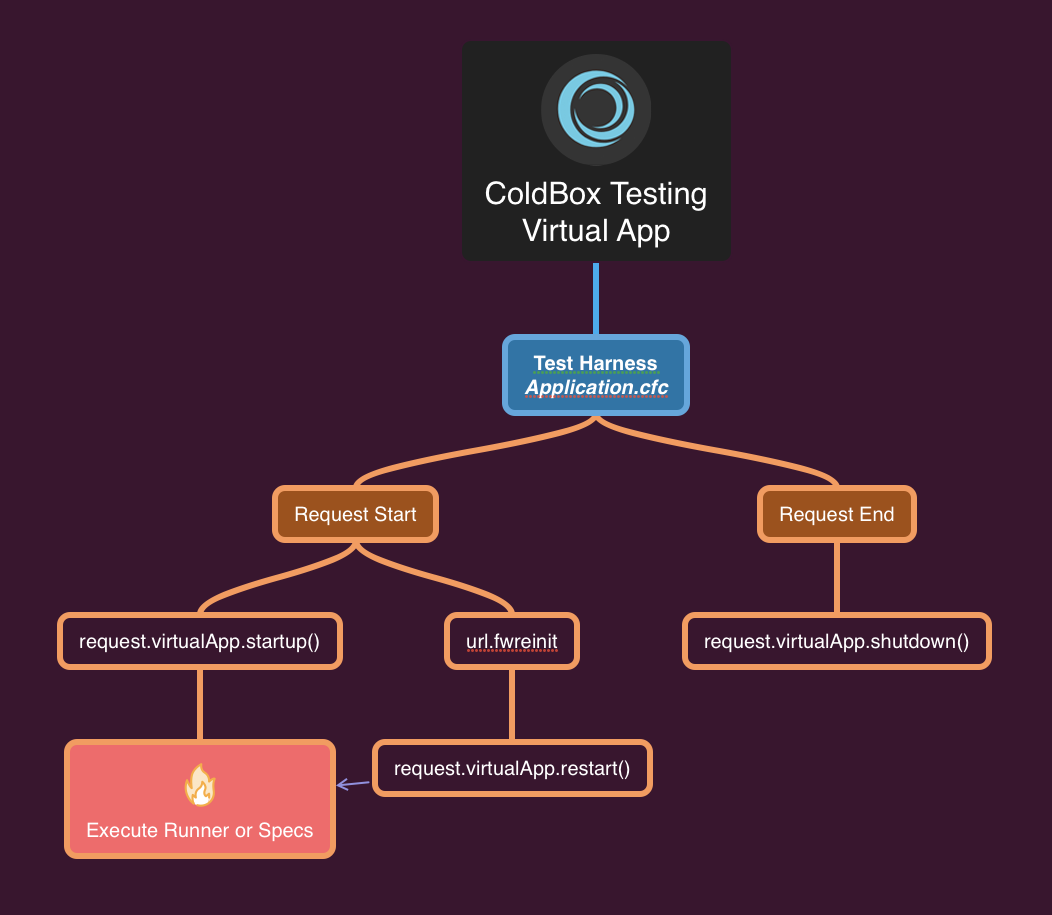 ColdBox Testing
Virtual App
Test Harness
Application.cfc
Request Start
Request End
request.virtualApp.startup()
url.fwreinit
request.virtualApp.shutdown()
request.virtualApp.restart()
Execute Runner or Specs